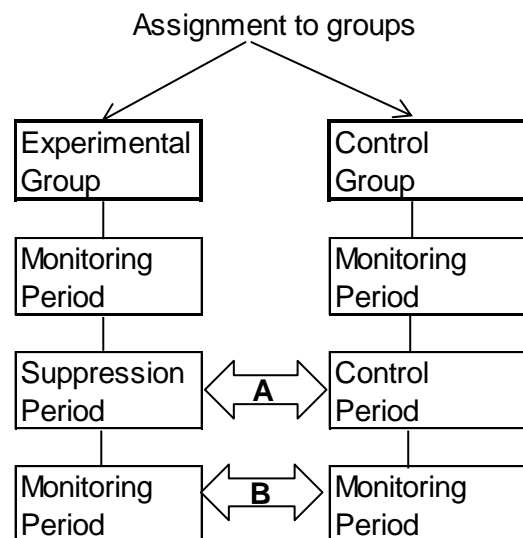 Assignment to groups
Experimental
Group
Control
Group
Monitoring
Period
Monitoring
Period
Suppression
Period
A
Control
Period
Monitoring
Period
B
Monitoring
Period